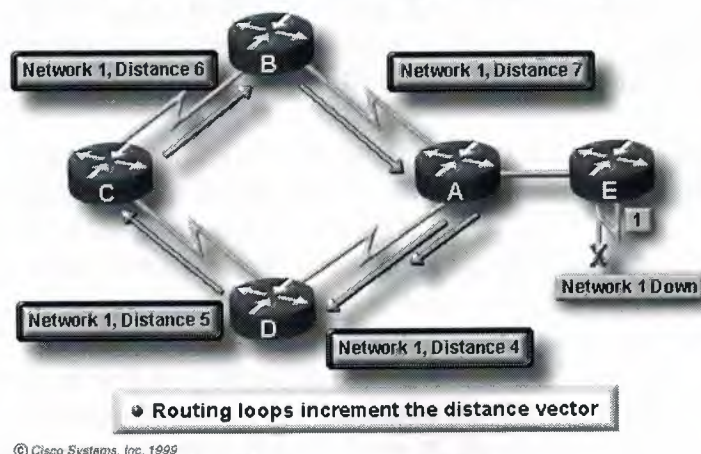 B
Network 1, Distance 6
Network 1, Distance 7
C
A
E
1
Network 1 Down
Network 1, Distance 5
D
Network 1, Distance 4
• Routing loops increment the distance vector
© Cisco Systems, Inc. 1999